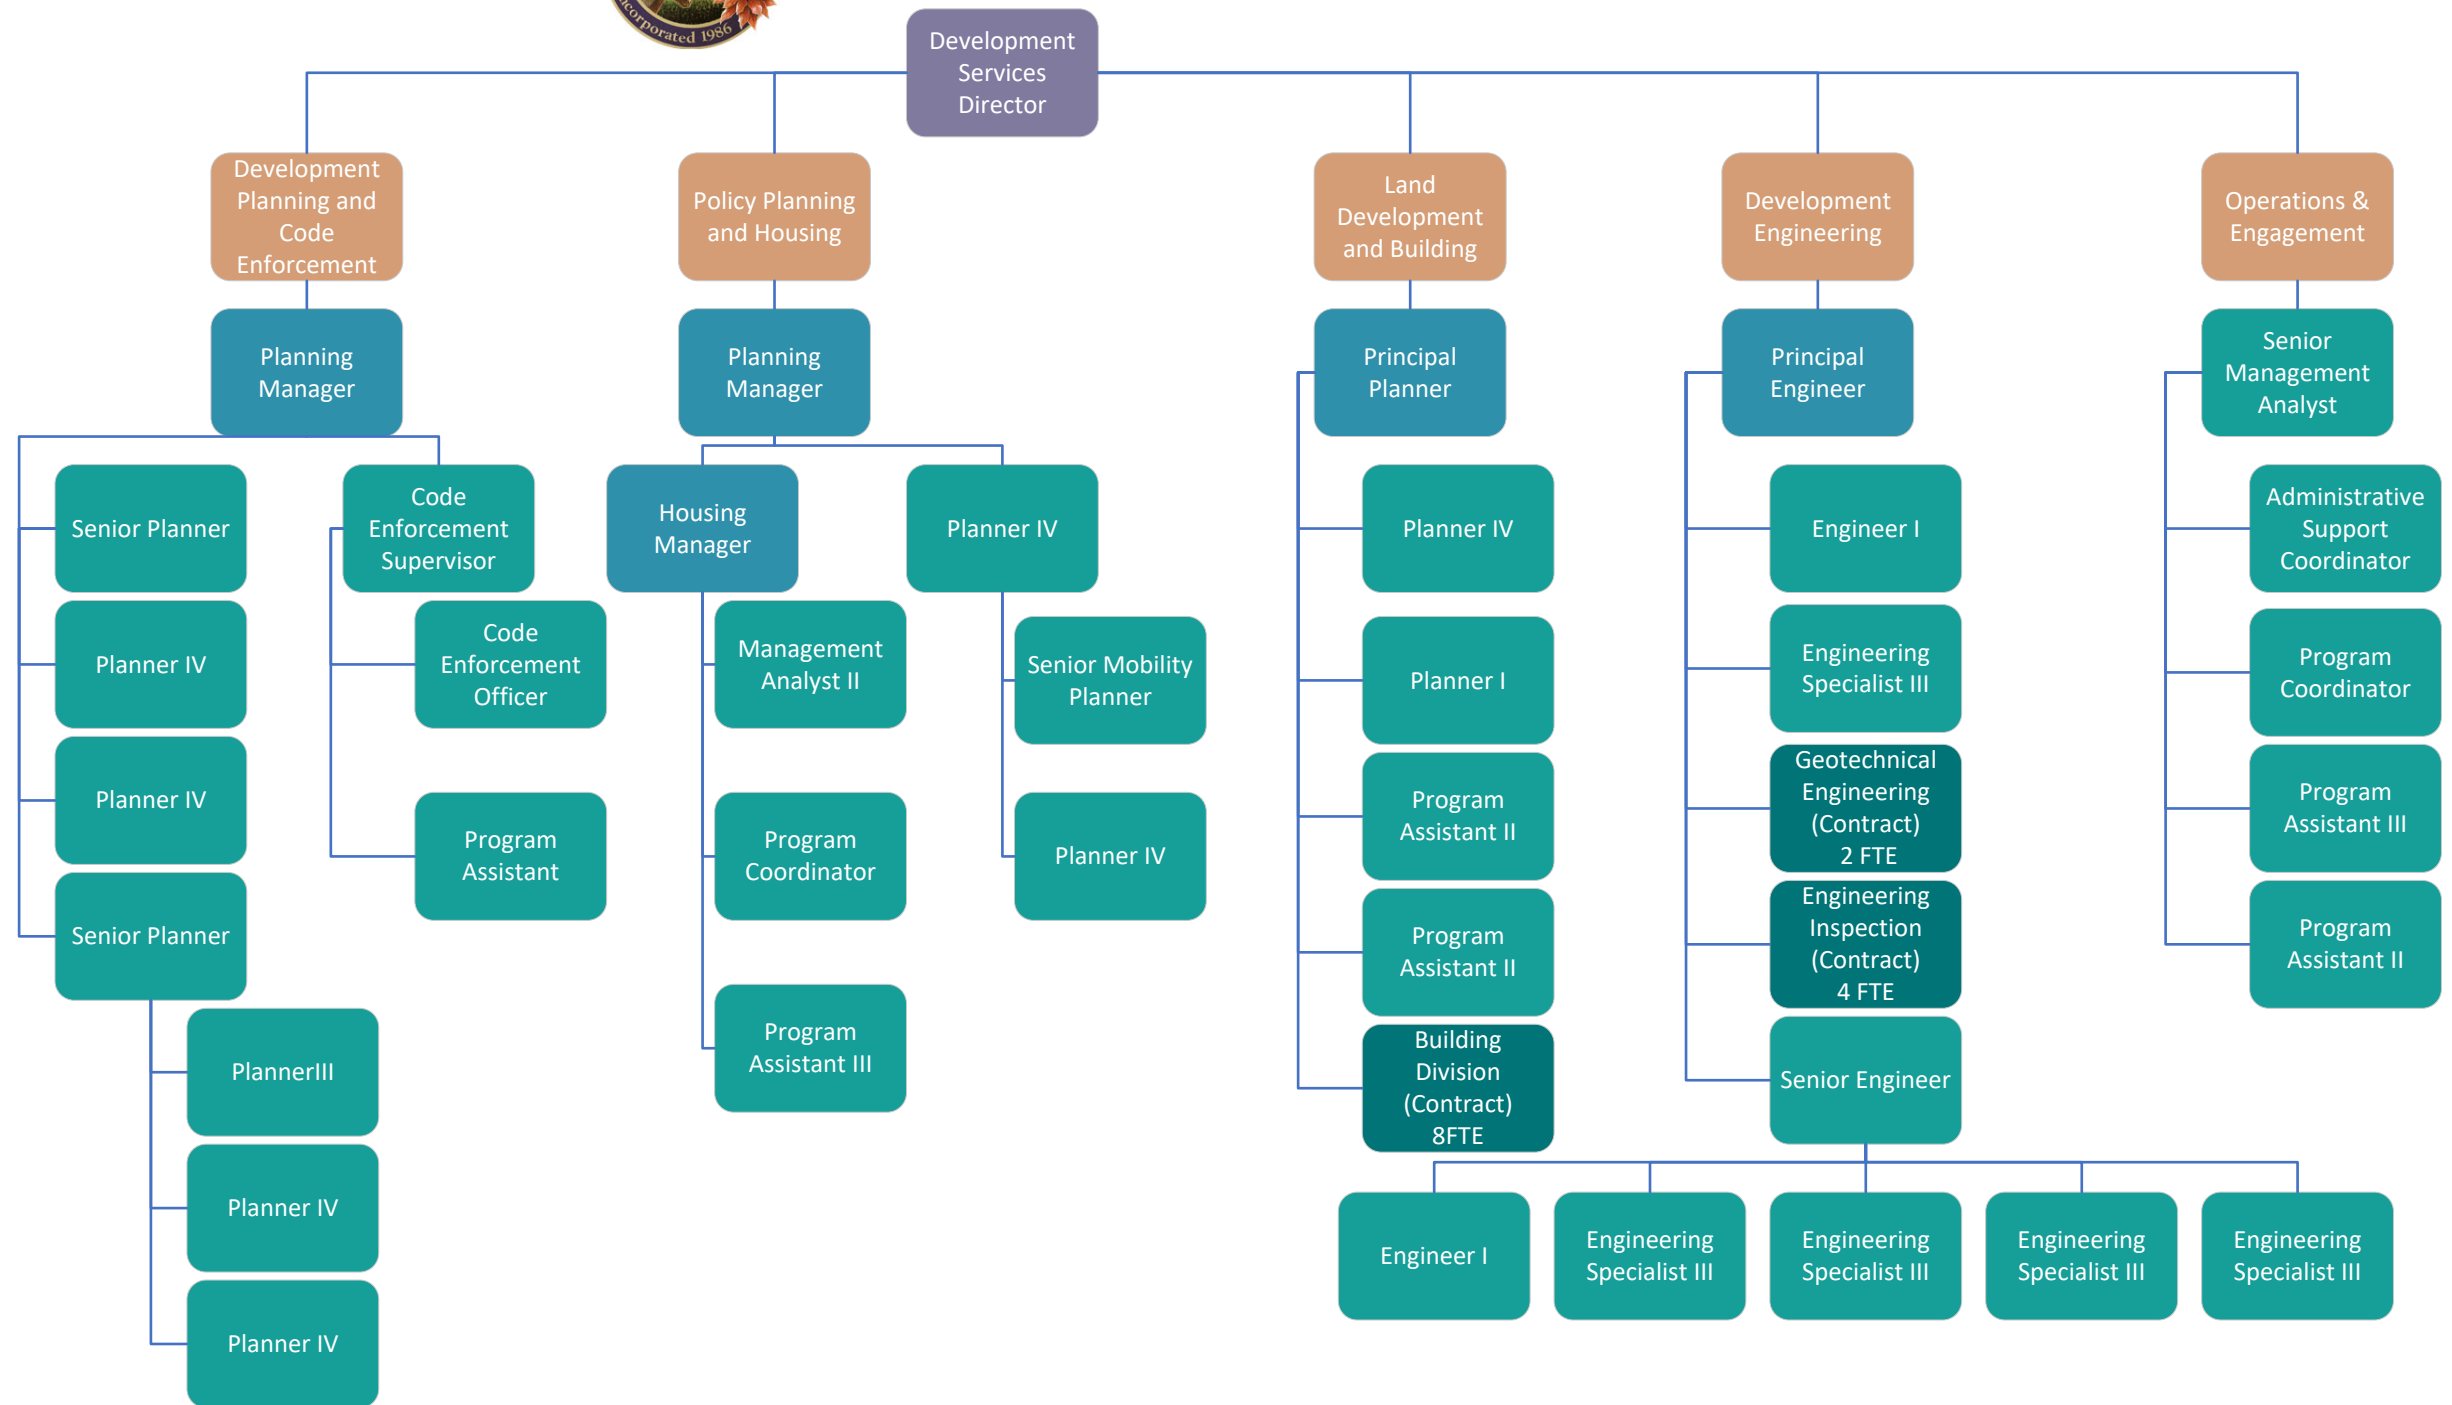 Incorporated 1986
Development
Services
Director
Development
Planning and
Code
Enforcement
Policy Planning
and Housing
Land
Development
and Building
Development
Engineering
Operations &
Engagement
Planning
Manager
Planning
Manager
Principal
Planner
Principal
Engineer
Senior
Management
Analyst
Senior Planner
Code
Enforcement
Supervisor
Housing
Manager
Planner IV
Planner IV
Engineer I
Administrative
Support
Coordinator
Planner IV
Code
Enforcement
Officer
Management
Analyst II
Senior Mobility
Planner
Planner I
Engineering
Specialist III
Program
Coordinator
Planner IV
Program
Assistant
Program
Coordinator
Planner IV
Program
Assistant II
Geotechnical
Engineering
(Contract)
2 FTE
Program
Assistant III
Senior Planner
Program
Assistant II
Engineering
Inspection
(Contract)
4 FTE
Program
Assistant II
PlannerIII
Program
Assistant III
Building
Division
(Contract)
8FTE
Senior Engineer
Planner IV
Engineer I
Engineering
Specialist III
Engineering
Specialist III
Engineering
Specialist III
Engineering
Specialist III
Planner IV